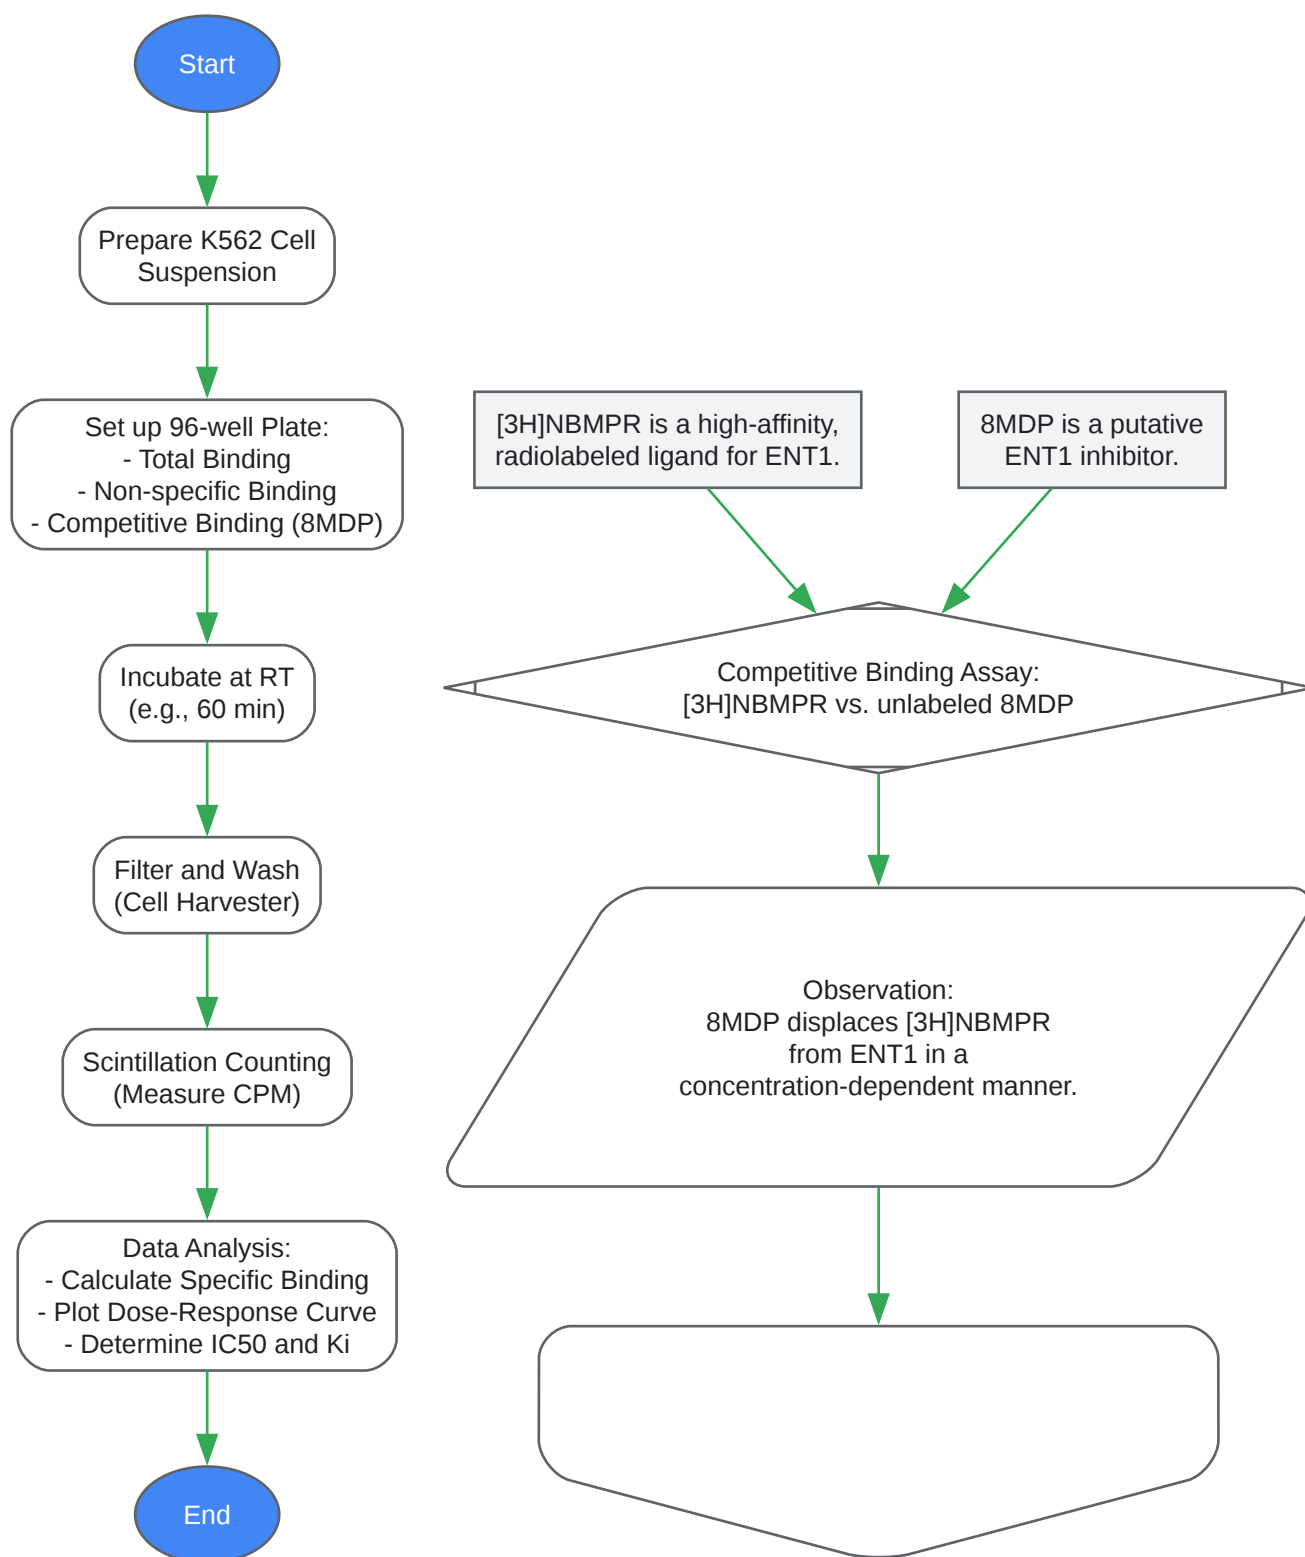 Start
Prepare K562 Cell
Suspension
Set up 96-well Plate:
- Total Binding
- Non-specific Binding
- Competitive Binding (8MDP)
Incubate at RT
(e.g., 60 min)
Filter and Wash
(Cell Harvester)
Scintillation Counting
(Measure CPM)
Data Analysis:
- Calculate Specific Binding
- Plot Dose-Response Curve
- Determine IC50 and Ki
End
[3H]NBMPR is a high-affinity,
radiolabeled ligand for ENT1.
8MDP is a putative
ENT1 inhibitor.
Competitive Binding Assay:
[3H]NBMPR vs. unlabeled 8MDP
Observation:
8MDP displaces [3H]NBMPR
from ENT1 in a
concentration-dependent manner.